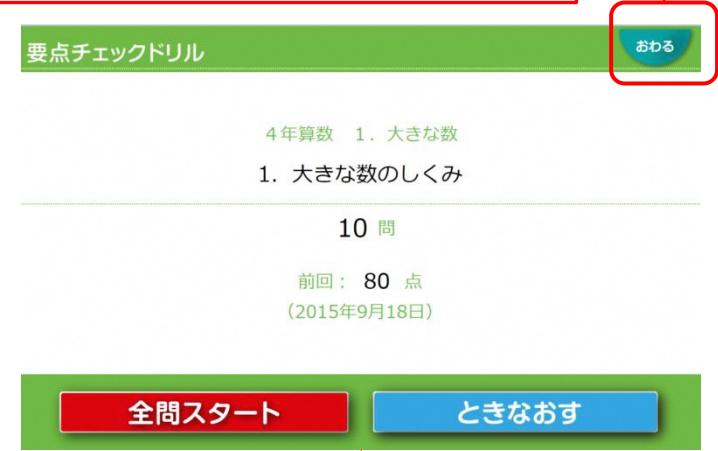 要点チェックドリル
おわる
4年算数 1. 大きな数
1. 大きな数のしくみ
10 問
前回: 80 点
(2015年9月18日)
全問スタート
ときなおす